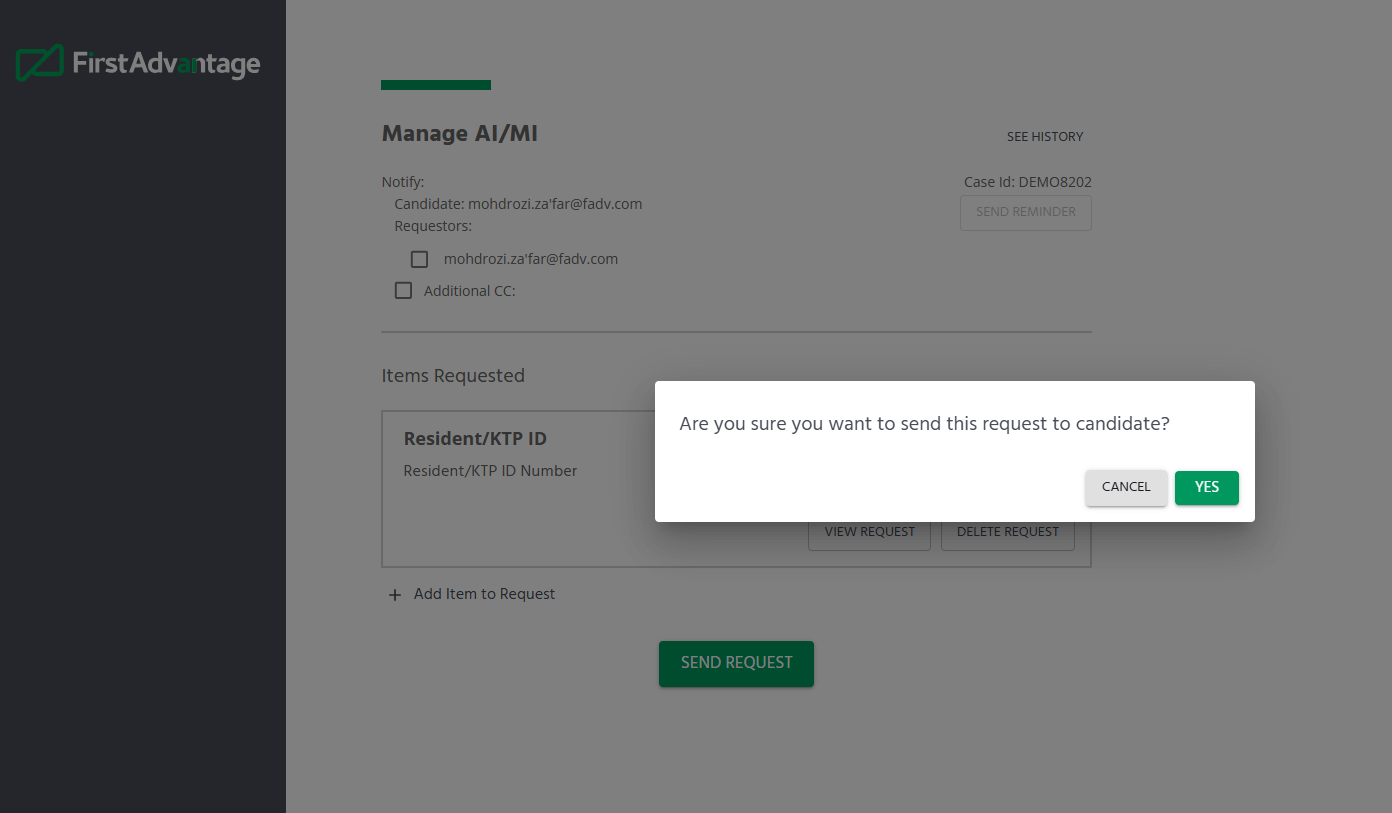 FirstAdvantage
Manage AI/MI
SEE HISTORY
Notify:
Case Id: DEMO8202
Candidate: mohdrozi.za'far@fadv.com
SEND REMINDER
Requestors:
mohdrozi.za'far@fadv.com
Additional CC:
Items Requested
Are you sure you want to send this request to candidate?
CANCEL
YES
Resident/KTP ID
Resident/KTP ID Number
VIEW REQUEST
DELETE REQUEST
+ Add Item to Request
SEND REQUEST